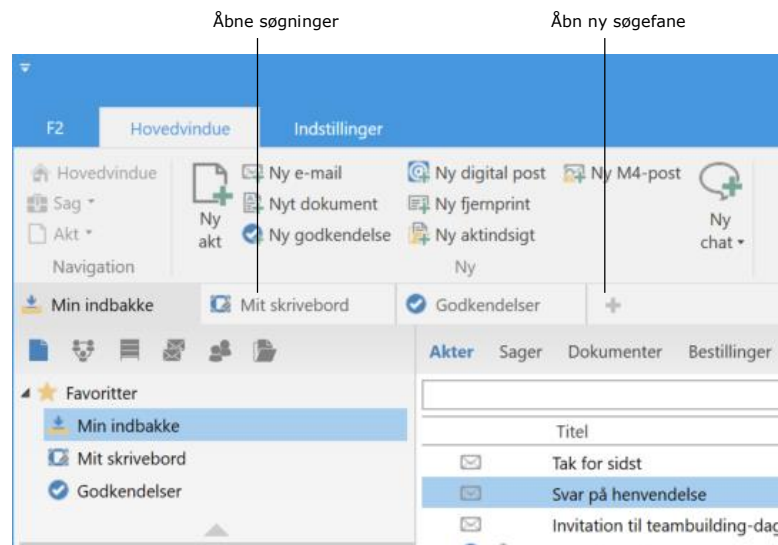 Åbne søgninger Åbn ny søgefane
F2 Hovedvindue Indstillinger
Hovedvindue Ny e-mail Ny digital post Ny M4-post
Sag Nyt dokument Ny fjernprint
Ny akt Ny chat
Akt Ny godkendelse Ny aktindsigt
Navigation Ny
Min indbakke Mit skrivebord Godkendelser
Akter Sager Dokumenter Bestillinger
Favoritter
Min indbakke
Titel
Mit skrivebord
Tak for sidst
Godkendelser
Svar på henvendelse
Invitation til teambuilding-dag